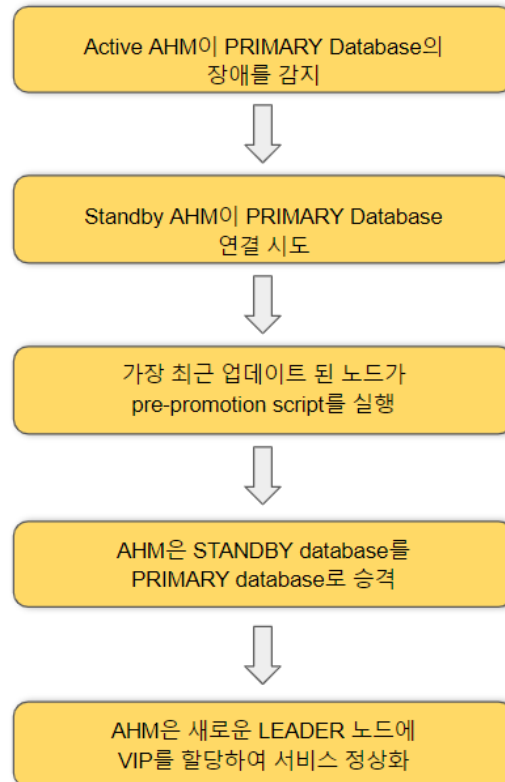 Active AHM이 PRIMARY Database의
장애를 감지
Standby AHM이 PRIMARY Database
연결 시도
가장 최근 업데이트 된 노드가
pre-promotion script를 실행
AHM은 STANDBY database를
PRIMARY database로 승격
AHM은 새로운 LEADER 노드에
VIP를 할당하여 서비스 정상화